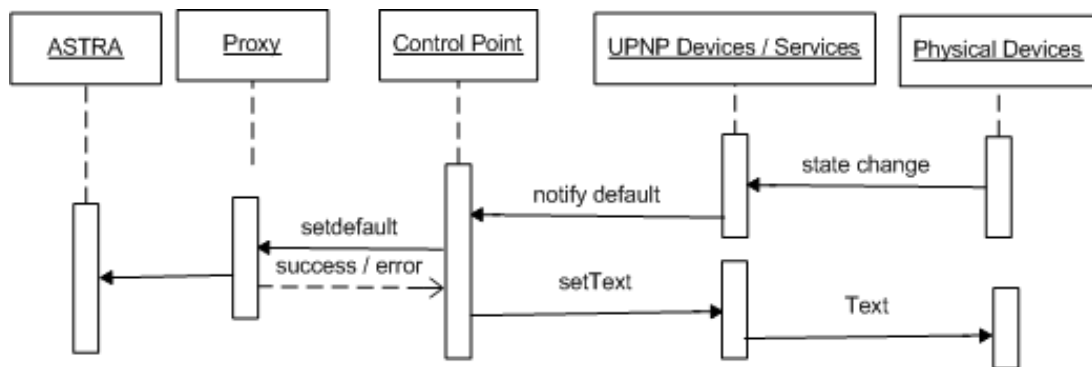 ASTRA
Proxy
Control Point
UPNP Devices / Services
Physical Devices
state change
notify default
setdefault
success / error
setText
Text